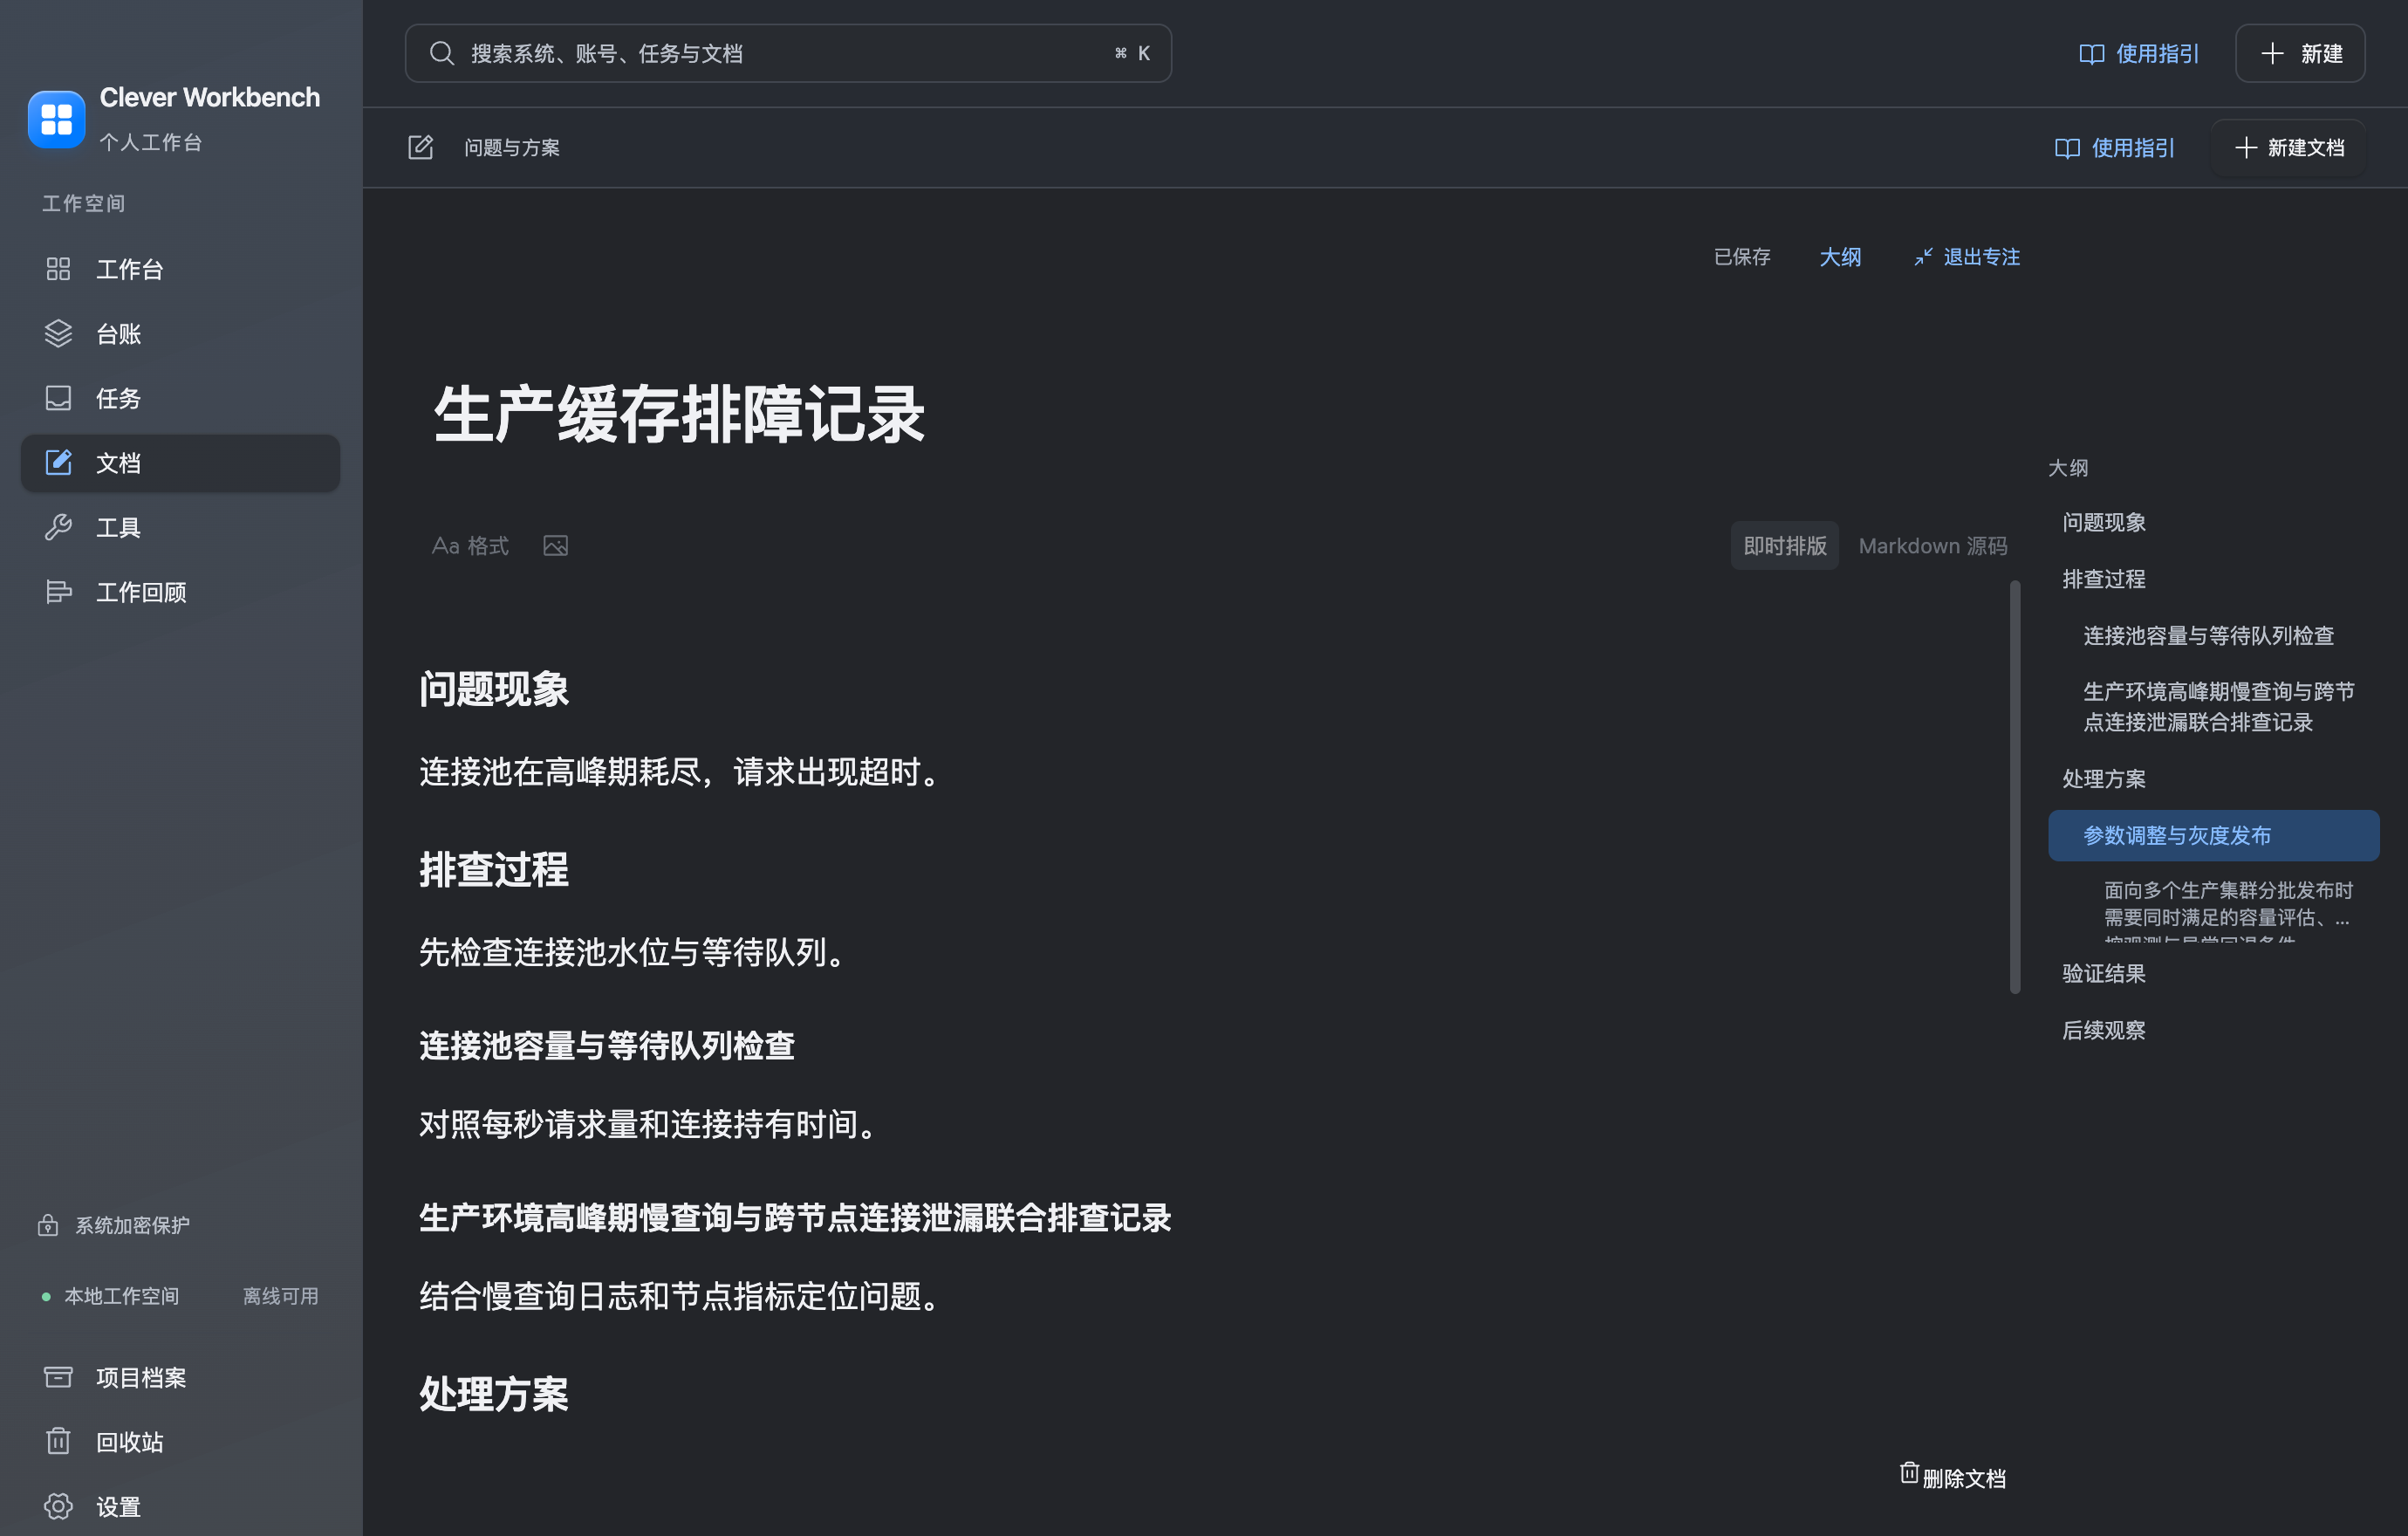 Clever Workbench
个人工作台
工作空间
工作台
台账
任务
文档
工具
工作回顾
系统加密保护
本地工作空间 离线可用
项目档案
回收站
设置
搜索系统、账号、任务与文档 ⌘ K
使用指引
新建
问题与方案
使用指引
新建文档
已保存 大纲 退出专注
生产缓存排障记录
Aa 格式
即时排版 Markdown 源码
问题现象
连接池在高峰期耗尽，请求出现超时。
排查过程
先检查连接池水位与等待队列。
连接池容量与等待队列检查
对照每秒请求量和连接持有时间。
生产环境高峰期慢查询与跨节点连接泄漏联合排查记录
结合慢查询日志和节点指标定位问题。
处理方案
删除文档
大纲
问题现象
排查过程
连接池容量与等待队列检查
生产环境高峰期慢查询与跨节
点连接泄漏联合排查记录
处理方案
参数调整与灰度发布
面向多个生产集群分批发布时
需要同时满足的容量评估、...
验证结果
后续观察